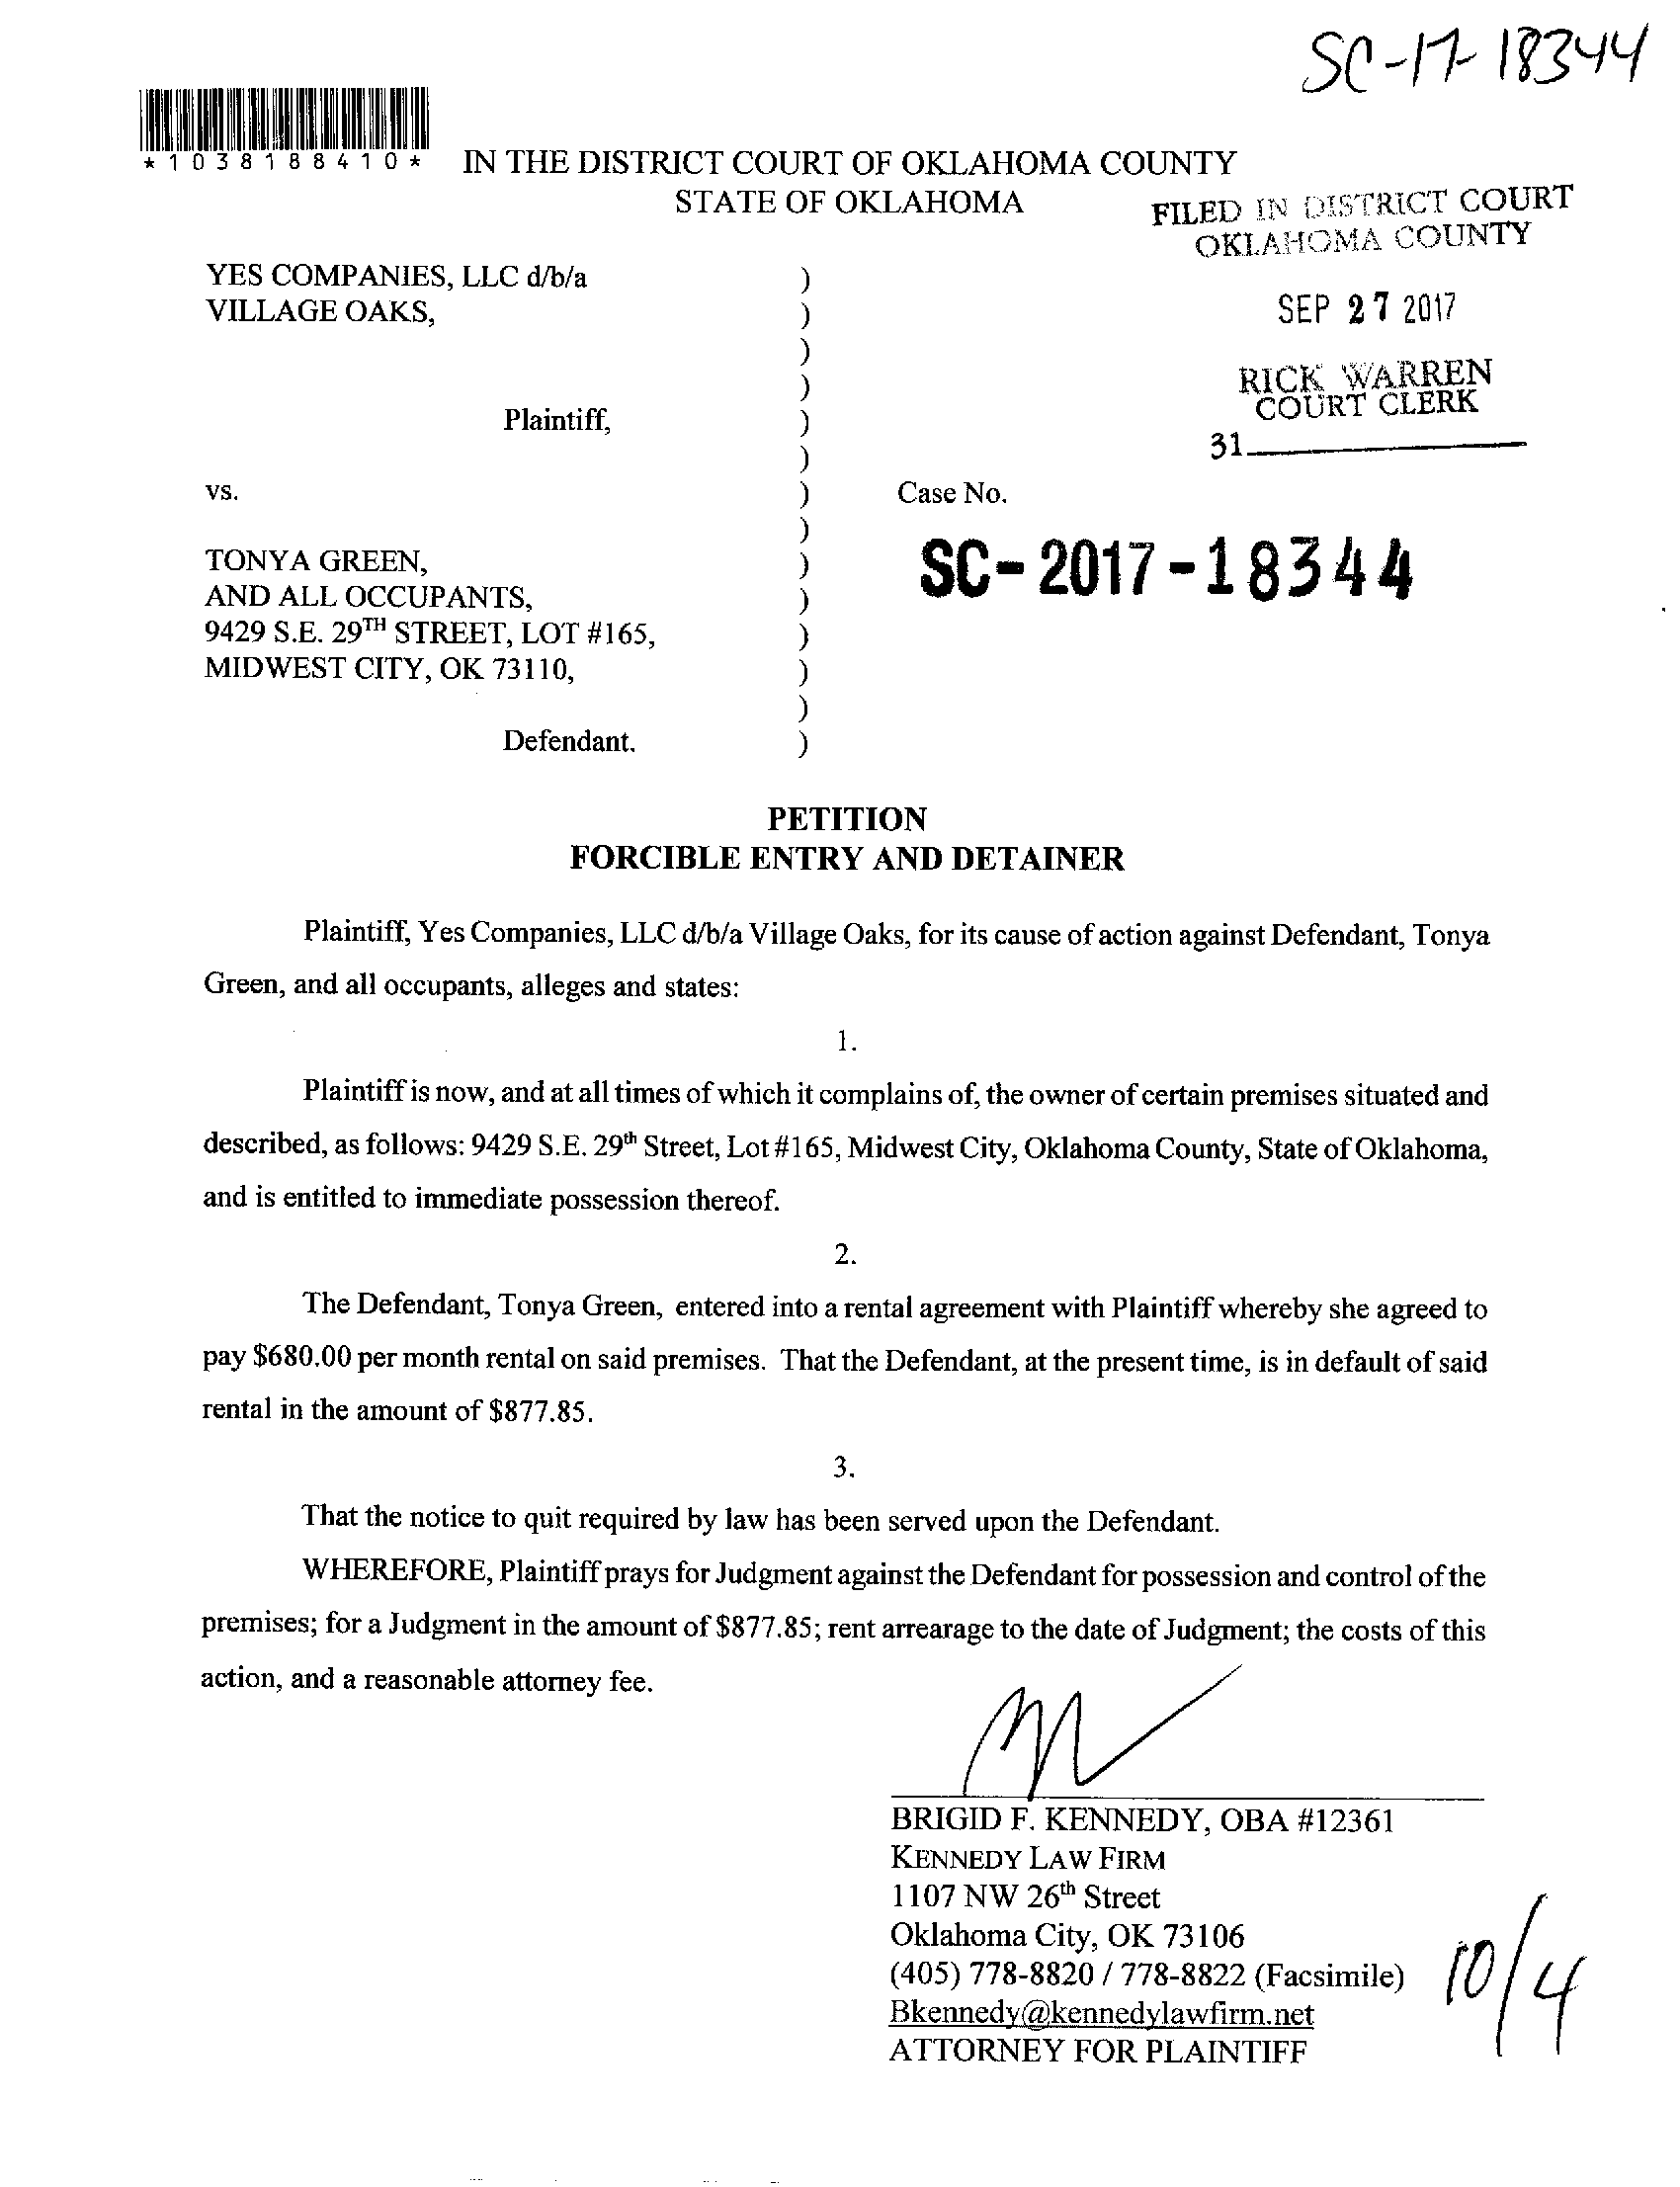 SC-17-18344
*1038188410*
IN THE DISTRICT COURT OF OKLAHOMA COUNTY
STATE OF OKLAHOMA
FILED IN DISTRICT COURT
OKLAHOMA COUNTY
SEP 27 2017
RICK WARREN
COURT CLERK
31
YES COMPANIES, LLC d/b/a )
VILLAGE OAKS, )
)
)
Plaintiff, )
)
vs. ) Case No.
)
TONYA GREEN, ) SC-2017-18344
AND ALL OCCUPANTS, )
9429 S.E. 29TH STREET, LOT #165, )
MIDWEST CITY, OK 73110, )
)
Defendant. )
PETITION
FORCIBLE ENTRY AND DETAINER
Plaintiff, Yes Companies, LLC d/b/a Village Oaks, for its cause of action against Defendant, Tonya
Green, and all occupants, alleges and states:
1.
Plaintiff is now, and at all times of which it complains of, the owner of certain premises situated and
described, as follows: 9429 S.E. 29th Street, Lot #165, Midwest City, Oklahoma County, State of Oklahoma,
and is entitled to immediate possession thereof.
2.
The Defendant, Tonya Green, entered into a rental agreement with Plaintiff whereby she agreed to
pay $680.00 per month rental on said premises. That the Defendant, at the present time, is in default of said
rental in the amount of $877.85.
3.
That the notice to quit required by law has been served upon the Defendant.
WHEREFORE, Plaintiff prays for Judgment against the Defendant for possession and control of the
premises; for a Judgment in the amount of $877.85; rent arrearage to the date of Judgment; the costs of this
action, and a reasonable attorney fee.
BRIGID F. KENNEDY, OBA #12361
KENNEDY LAW FIRM
1107 NW 26th Street
Oklahoma City, OK 73106
(405) 778-8820 / 778-8822 (Facsimile)
Bkennedy@kennedylawfirm.net
ATTORNEY FOR PLAINTIFF
10/4